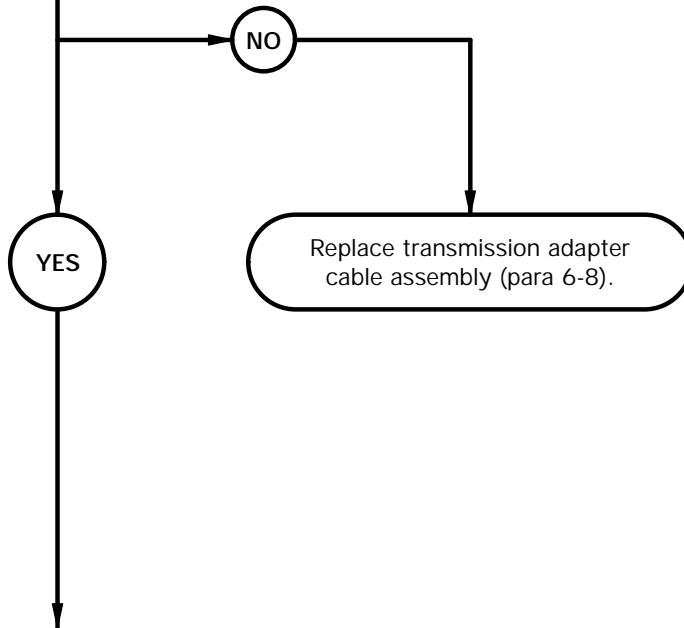 NO
YES
Replace transmission adapter
cable assembly (para 6-8).